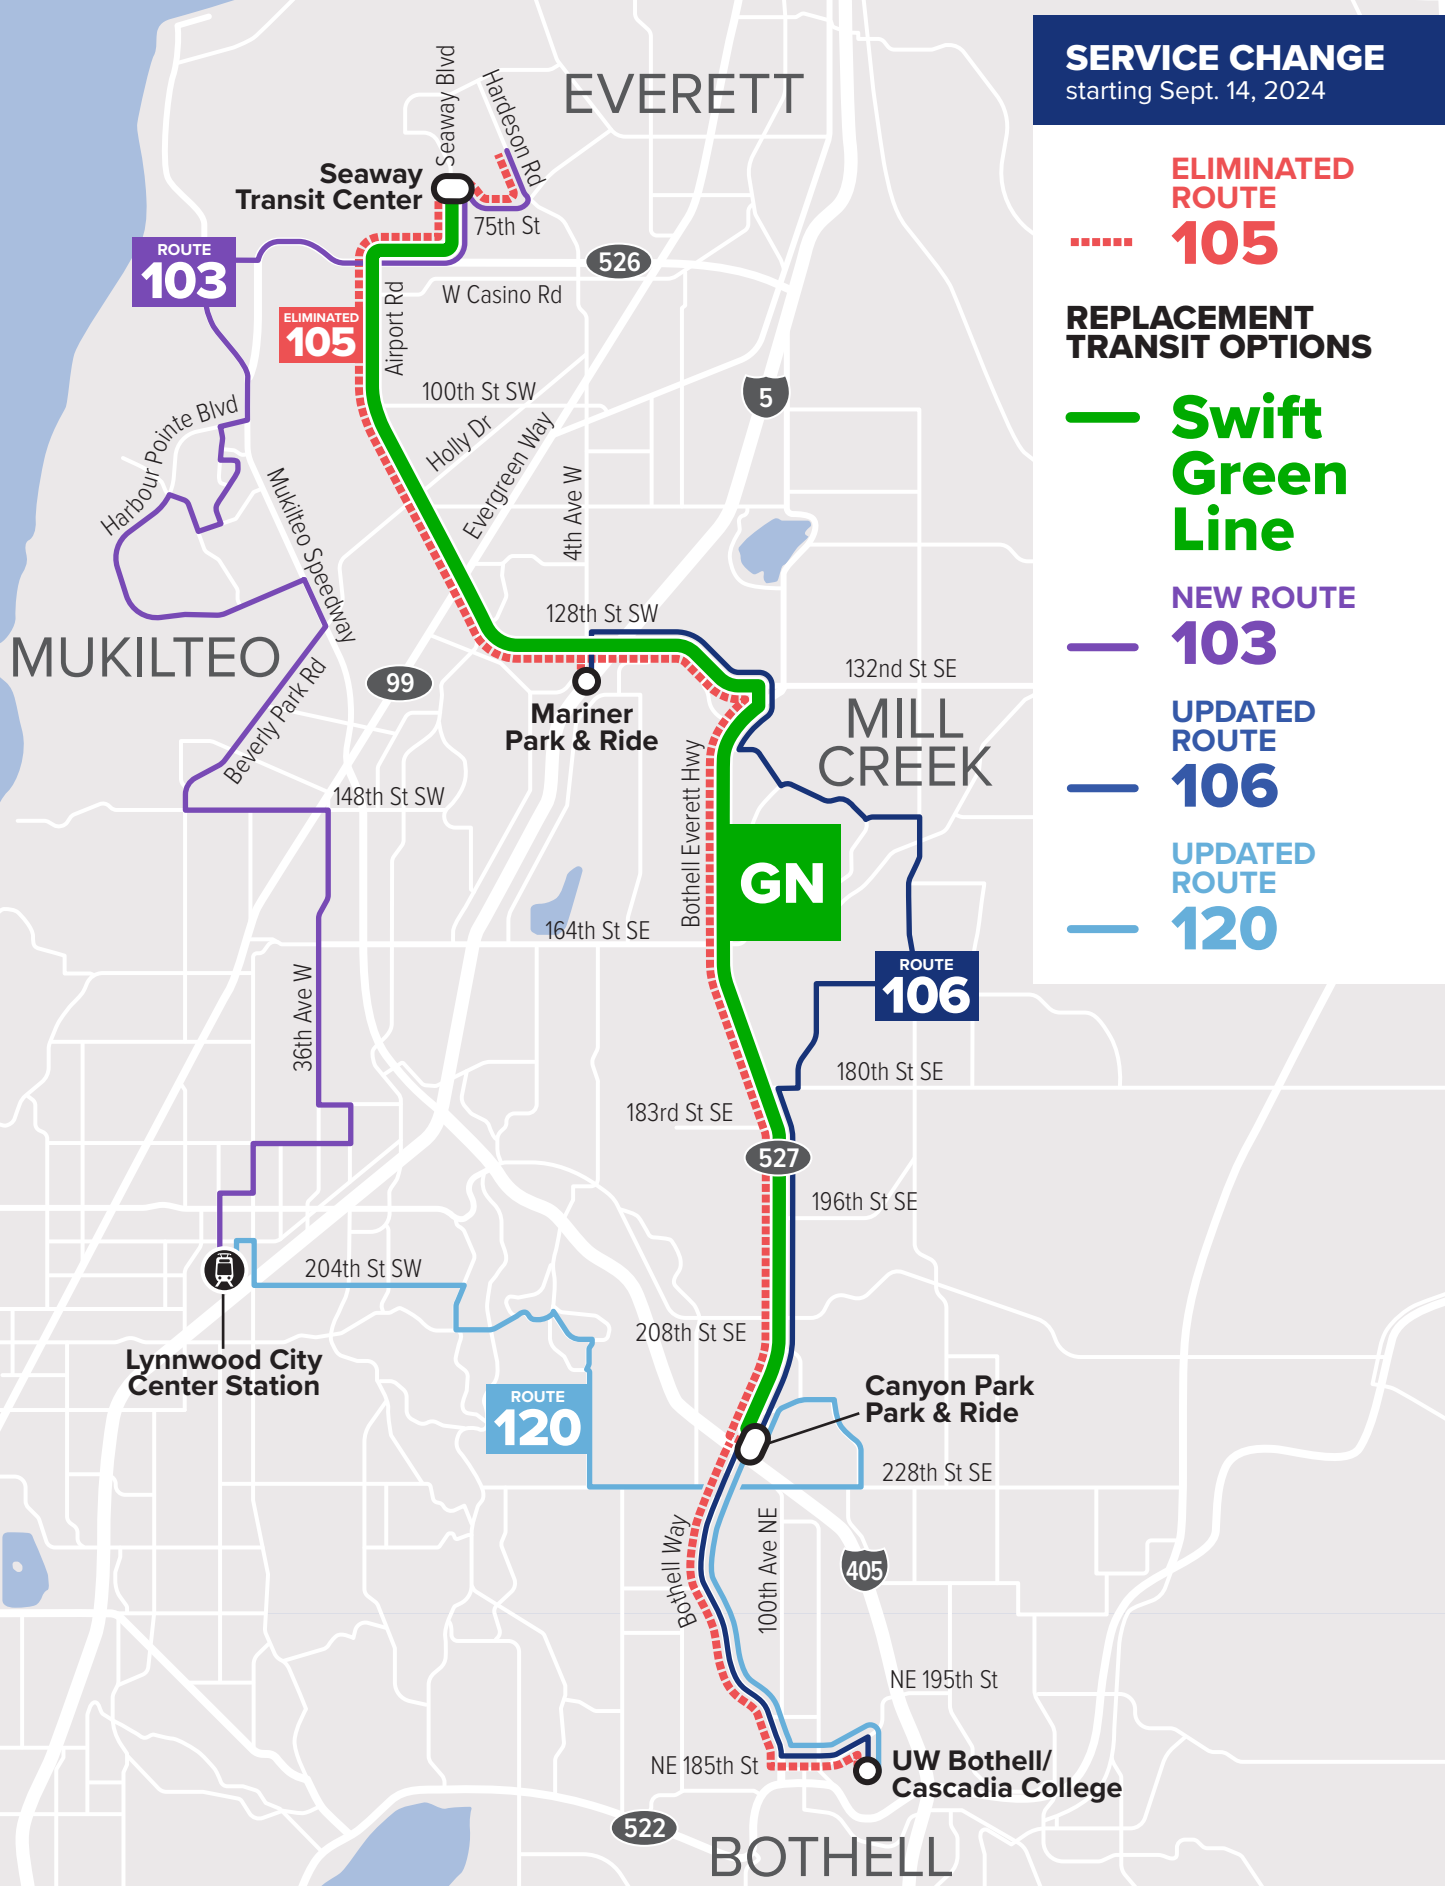 SERVICE CHANGE
starting Sept. 14, 2024
ELIMINATED
ROUTE
105
REPLACEMENT
TRANSIT OPTIONS
Swift
Green
Line
NEW ROUTE
103
UPDATED
ROUTE
106
UPDATED
ROUTE
120
EVERETT
Seaway Blvd
Hardeson Rd
Seaway
Transit Center
75th St
ROUTE
103
526
W Casino Rd
ELIMINATED
105
Airport Rd
100th St SW
5
Holly Dr
Evergreen Way
4th Ave W
Harbour Pointe Blvd
Mukilteo Speedway
128th St SW
MUKILTEO
99
132nd St SE
Mariner
Park & Ride
MILL
CREEK
Beverly Park Rd
148th St SW
Bothell Everett Hwy
GN
164th St SE
ROUTE
106
36th Ave W
180th St SE
183rd St SE
527
196th St SE
204th St SW
208th St SE
Lynnwood City
Center Station
ROUTE
120
Canyon Park
Park & Ride
228th St SE
Bothell Way
100th Ave NE
405
NE 195th St
NE 185th St
UW Bothell/
Cascadia College
522
BOTHELL